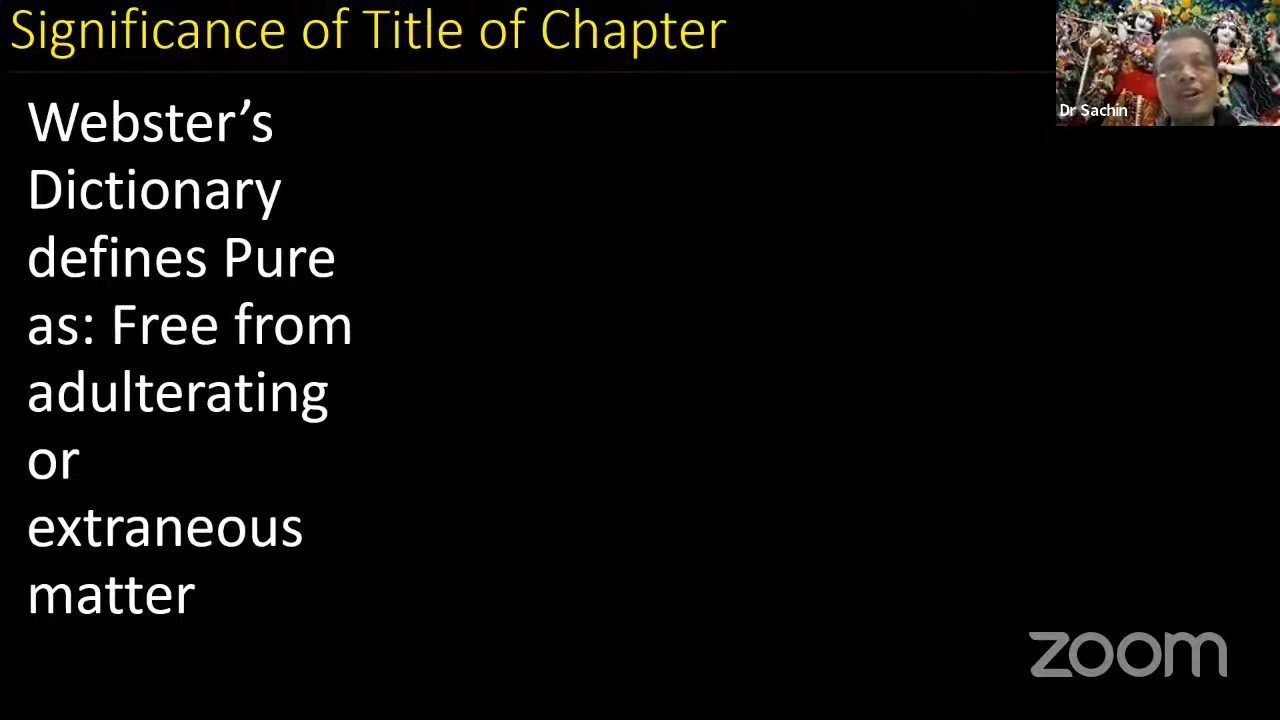 Significance of Title of Chapter
Dr Sachin
Webster’s
Dictionary
defines Pure
as: Free from
adulterating
or
extraneous
matter
zoom